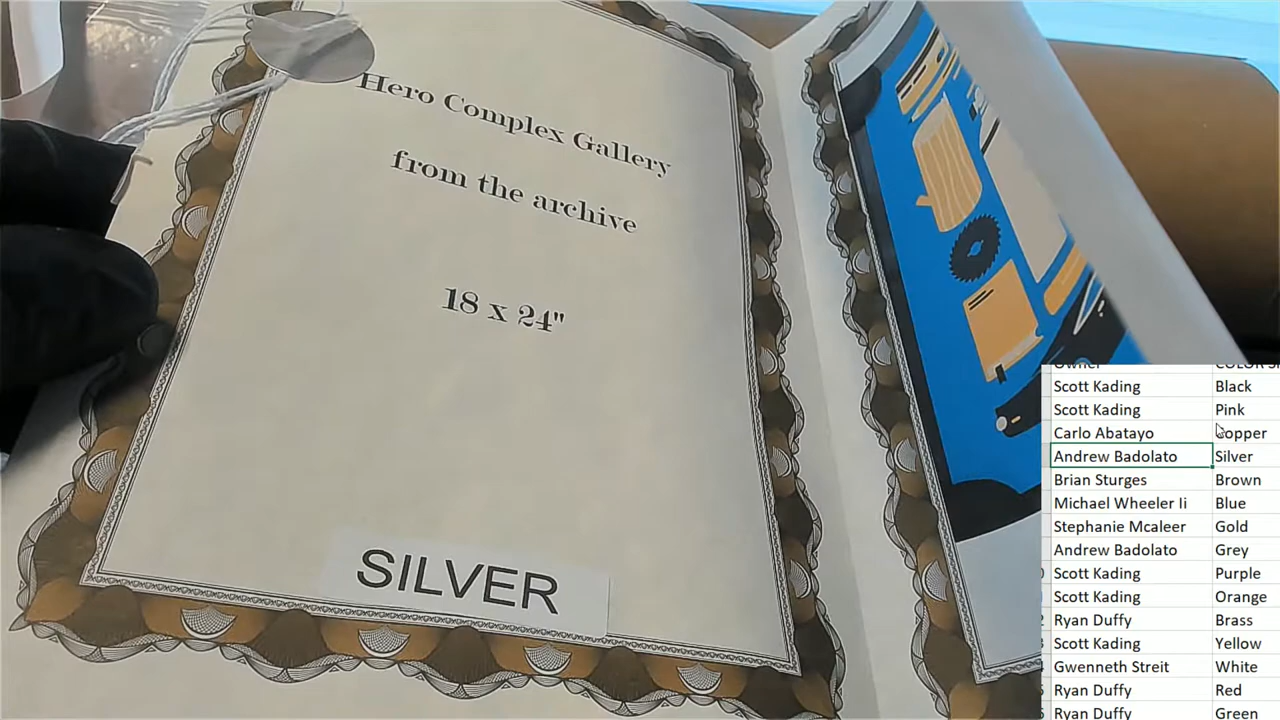 Hero Complex Gallery
from the archive
18 x 24"
SILVER
Owner
Scott Kading Black
Scott Kading Pink
Carlo Abatayo Copper
Andrew Badolato Silver
Brian Sturges Brown
Michael Wheeler Ii Blue
Stephanie Mcaleer Gold
Andrew Badolato Grey
Scott Kading Purple
Scott Kading Orange
Ryan Duffy Brass
Scott Kading Yellow
Gwenneth Streit White
Ryan Duffy Red
Ryan Duffy Green